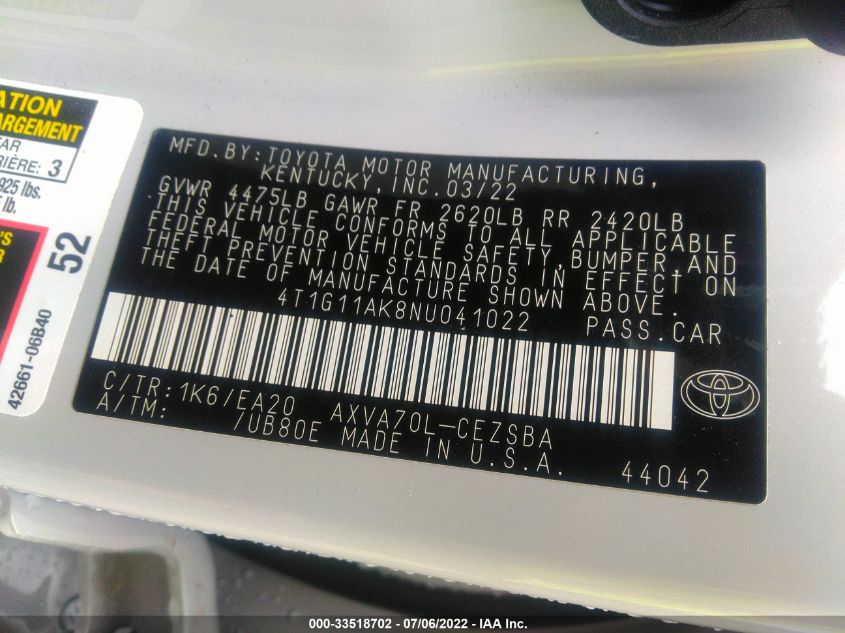 ATION
ARGEMENT
EAR
RIÈRE: 3
925 lbs.
lb.
'S
R
52
42661-06B40
MFD. BY: TOYOTA MOTOR MANUFACTURING,
KENTUCKY, INC. 03/22
GVWR 4475LB GAWR FR 2620LB RR 2420LB
THIS VEHICLE CONFORMS TO ALL APPLICABLE
FEDERAL MOTOR VEHICLE SAFETY, BUMPER, AND
THEFT PREVENTION STANDARDS IN EFFECT ON
THE DATE OF MANUFACTURE SHOWN ABOVE.
4T1G11AK8NU041022 PASS. CAR
C/TR: 1K6/EA20 AXVA70L-CEZSBA
A/TM: /UB80E MADE IN U.S.A.
44042
000-33518702 - 07/06/2022 - IAA Inc.